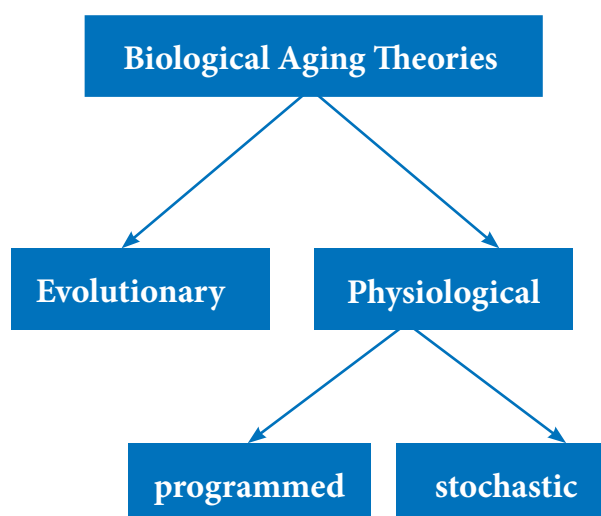 Biological Aging Theories
Evolutionary
Physiological
programmed
stochastic